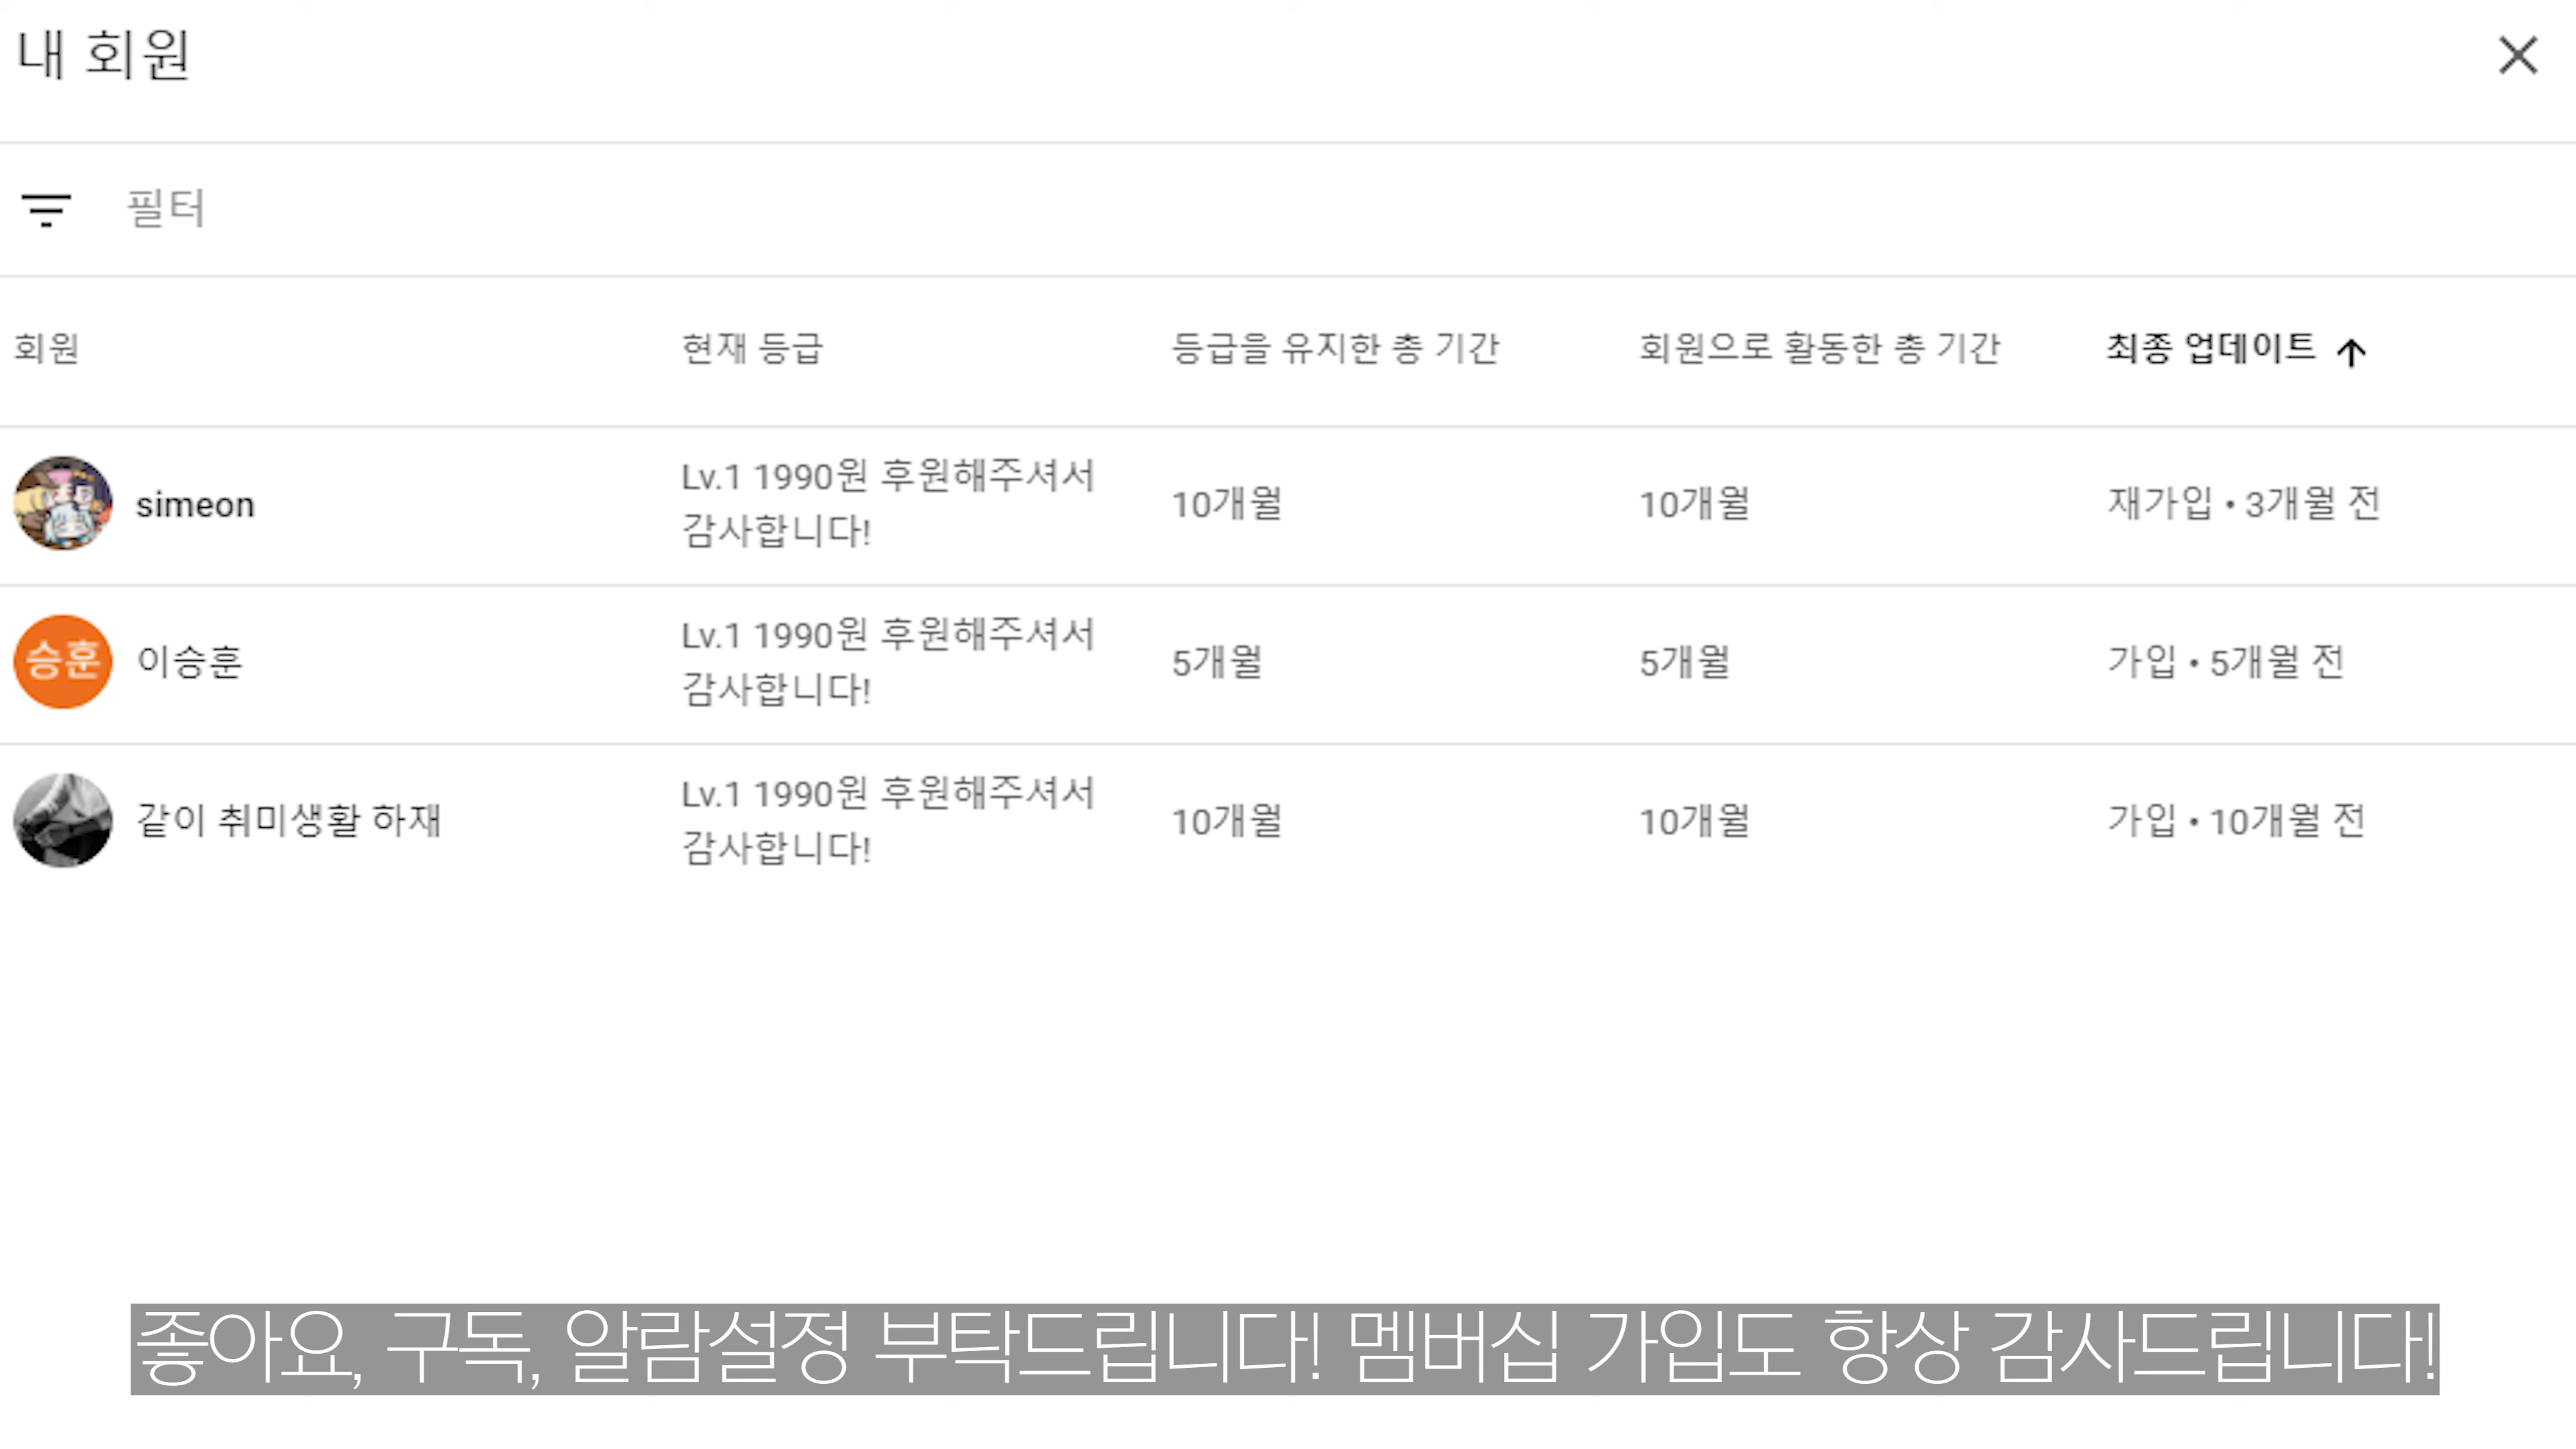 내 회원
필터
회원 현재 등급 등급을 유지한 총 기간 회원으로 활동한 총 기간 최종 업데이트
simeon Lv.1 1990원 후원해주셔서 10개월 10개월 재가입 • 3개월 전
감사합니다!
승훈 이승훈 Lv.1 1990원 후원해주셔서 5개월 5개월 가입 • 5개월 전
감사합니다!
같이 취미생활 하재 Lv.1 1990원 후원해주셔서 10개월 10개월 가입 • 10개월 전
감사합니다!
좋아요, 구독, 알람설정 부탁드립니다! 멤버십 가입도 항상 감사드립니다!